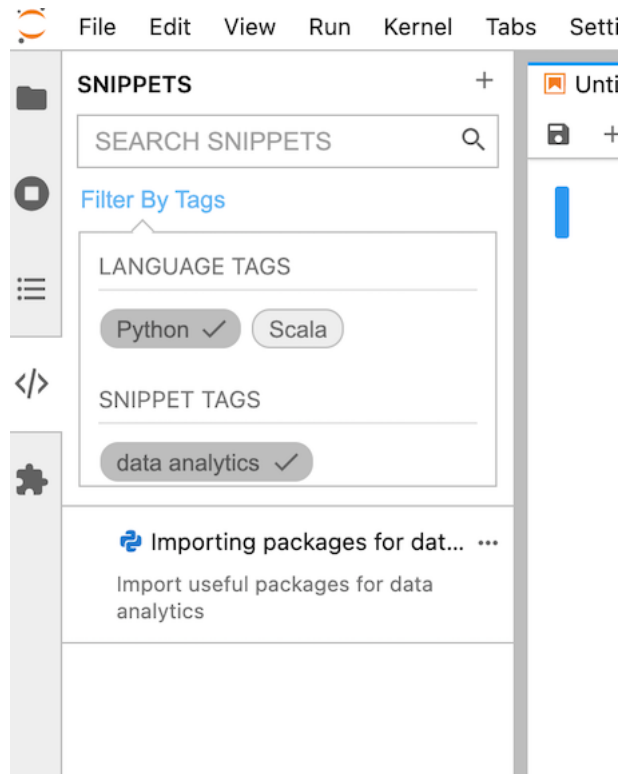 File Edit View Run Kernel Tabs Setti
SNIPPETS
Unti
SEARCH SNIPPETS
Filter By Tags
LANGUAGE TAGS
Python Scala
SNIPPET TAGS
data analytics
Importing packages for dat...
Import useful packages for data
analytics